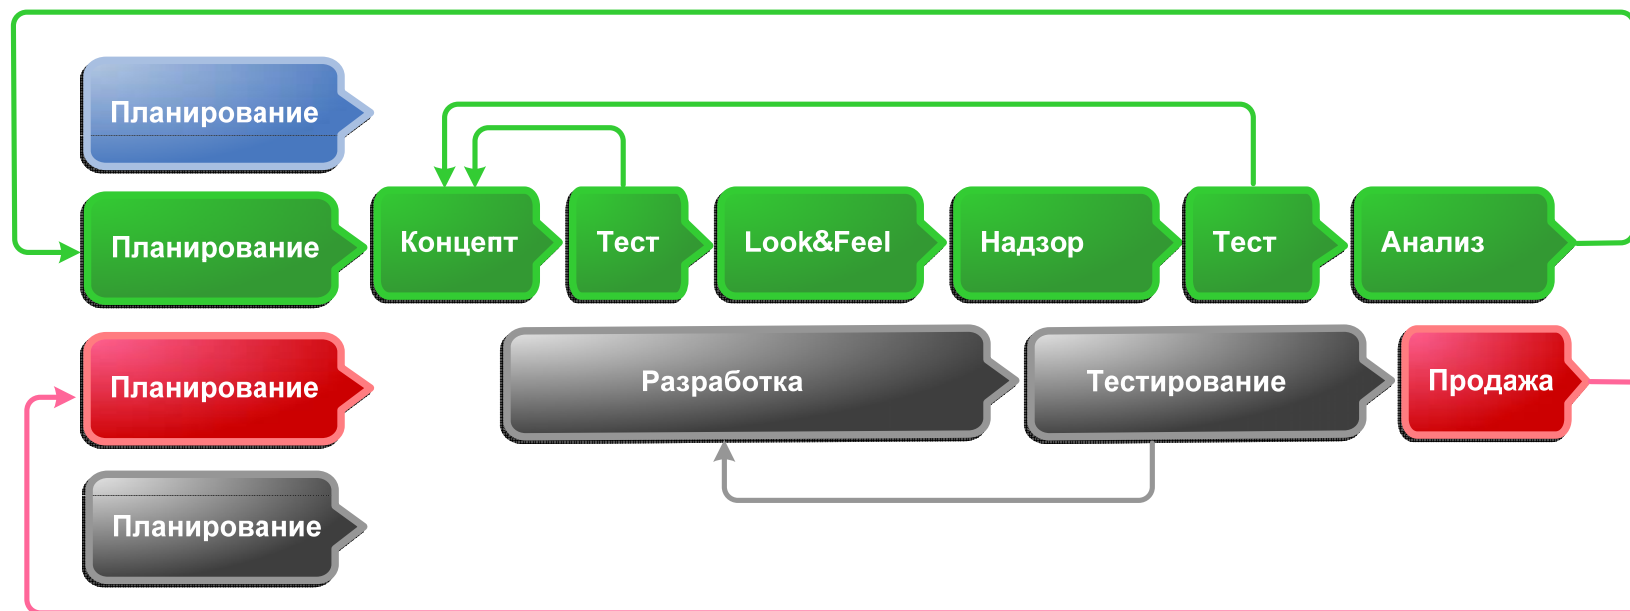 Планирование
Планирование
Концепт
Тест
Look&Feel
Надзор
Тест
Анализ
Планирование
Разработка
Тестирование
Продажа
Планирование